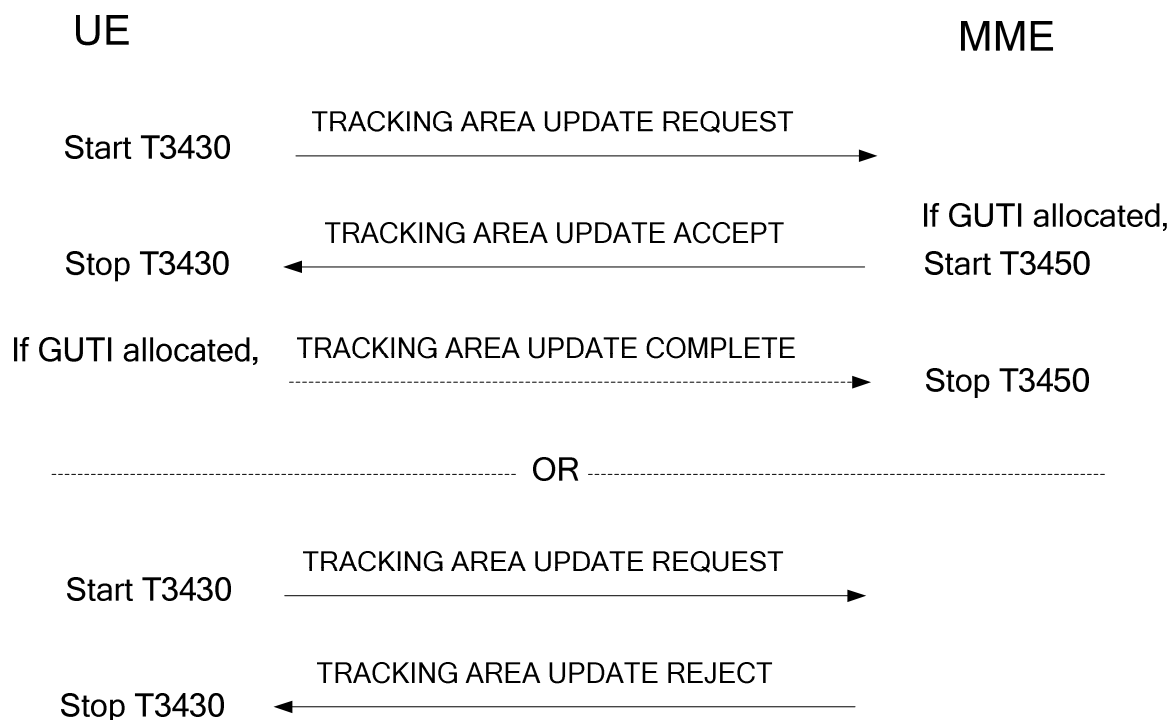 UE
MME
TRACKING AREA UPDATE REQUEST
Start T3430
If GUTI allocated,
TRACKING AREA UPDATE ACCEPT
Stop T3430
Start T3450
If GUTI allocated,
TRACKING AREA UPDATE COMPLETE
Stop T3450
OR
TRACKING AREA UPDATE REQUEST
Start T3430
TRACKING AREA UPDATE REJECT
Stop T3430